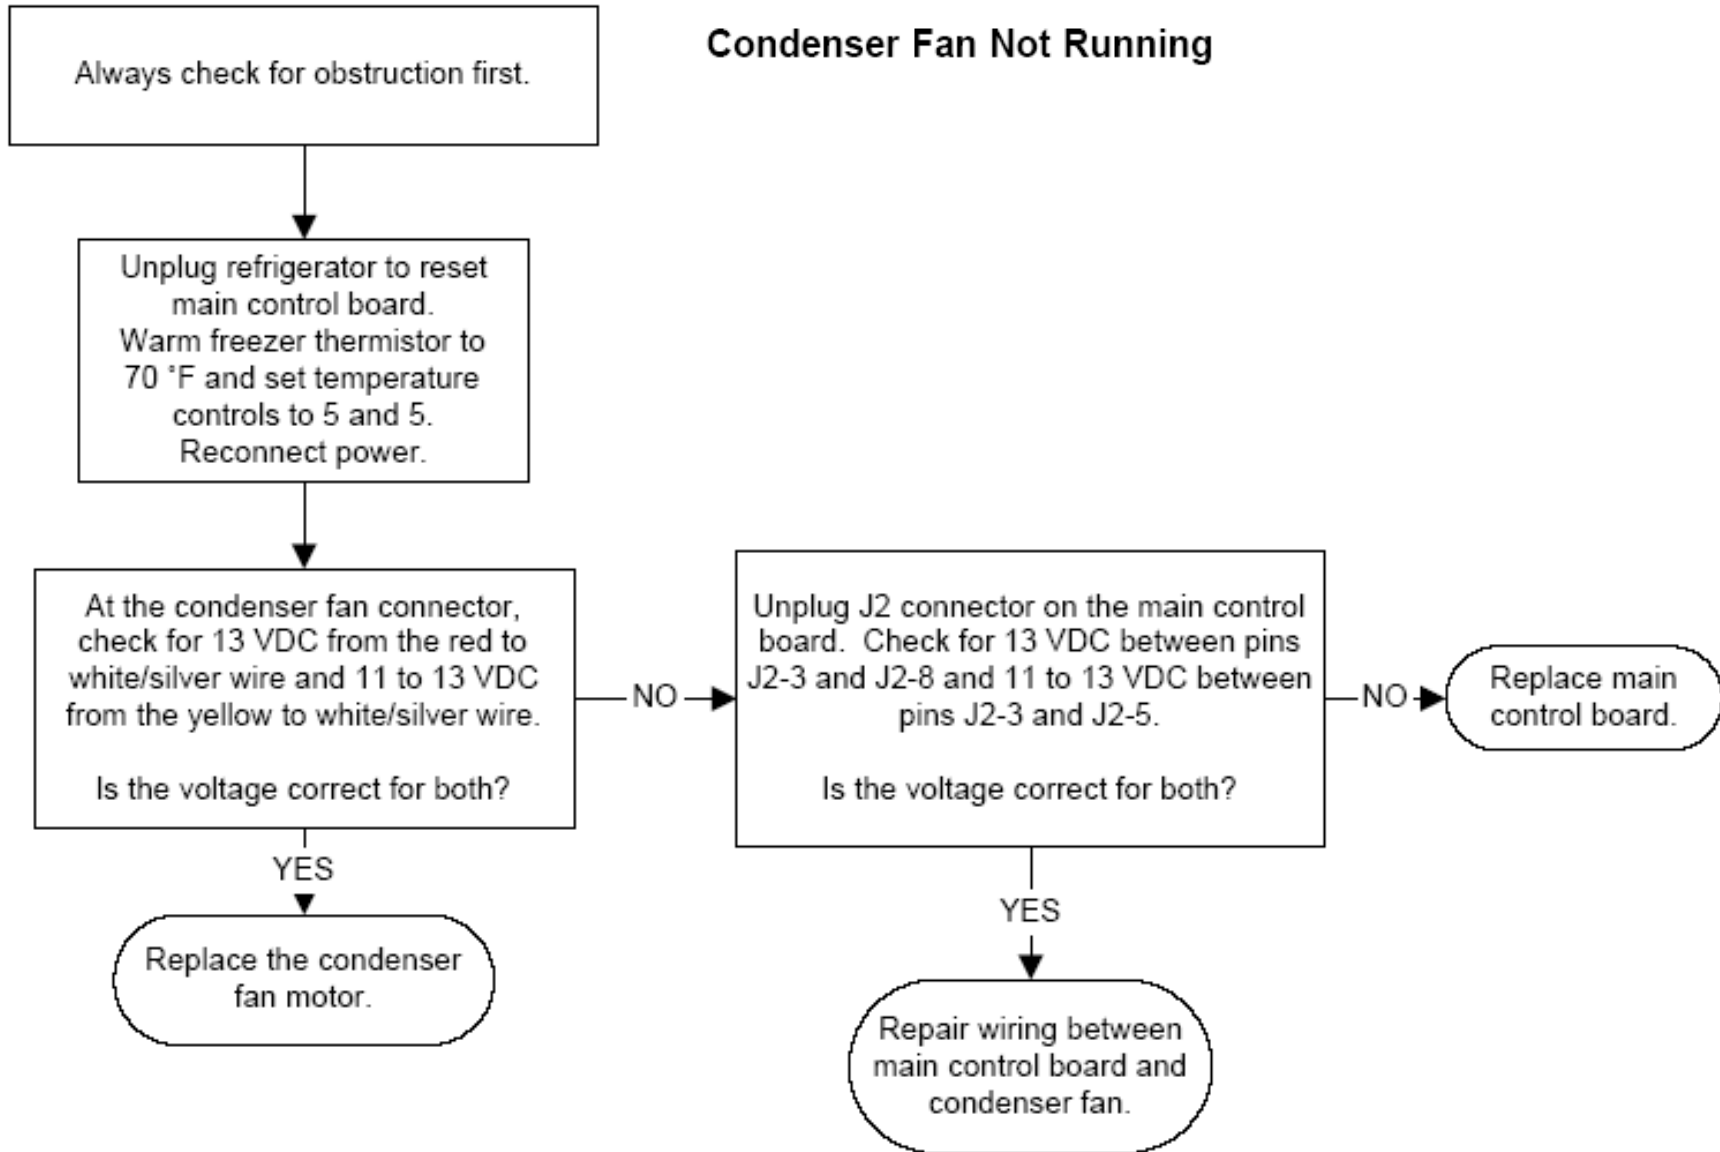 Condenser Fan Not Running
Always check for obstruction first.
Unplug refrigerator to reset
main control board.
Warm freezer thermistor to
70 °F and set temperature
controls to 5 and 5.
Reconnect power.
At the condenser fan connector,
check for 13 VDC from the red to
white/silver wire and 11 to 13 VDC
from the yellow to white/silver wire.
Is the voltage correct for both?
NO
Unplug J2 connector on the main control
board.  Check for 13 VDC between pins
J2-3 and J2-8 and 11 to 13 VDC between
pins J2-3 and J2-5.
Is the voltage correct for both?
NO
Replace main
control board.
YES
Replace the condenser
fan motor.
YES
Repair wiring between
main control board and
condenser fan.